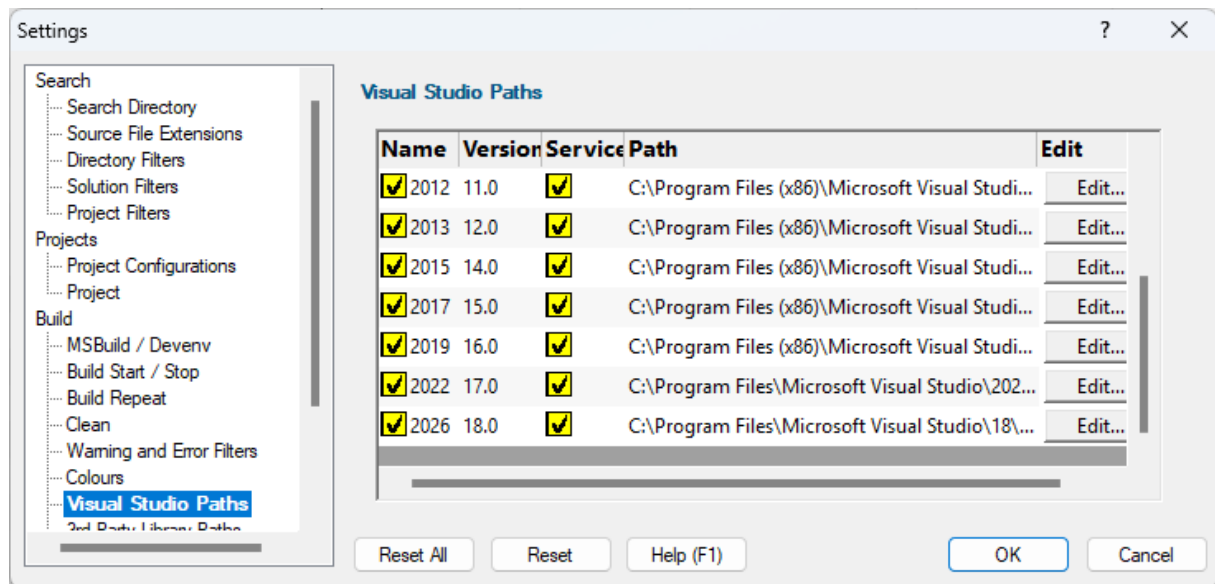 Settings
?
Search
Search Directory
Source File Extensions
Directory Filters
Solution Filters
Project Filters
Projects
Project Configurations
Project
Build
MSBuild / Devenv
Build Start / Stop
Build Repeat
Clean
Warning and Error Filters
Colours
Visual Studio Paths
3rd Party Library Paths
Visual Studio Paths
Name Version Service Path Edit
2012 11.0 C:\Program Files (x86)\Microsoft Visual Studi... Edit...
2013 12.0 C:\Program Files (x86)\Microsoft Visual Studi... Edit...
2015 14.0 C:\Program Files (x86)\Microsoft Visual Studi... Edit...
2017 15.0 C:\Program Files (x86)\Microsoft Visual Studi... Edit...
2019 16.0 C:\Program Files (x86)\Microsoft Visual Studi... Edit...
2022 17.0 C:\Program Files\Microsoft Visual Studio\202... Edit...
2026 18.0 C:\Program Files\Microsoft Visual Studio\18\... Edit...
Reset All Reset Help (F1) OK Cancel